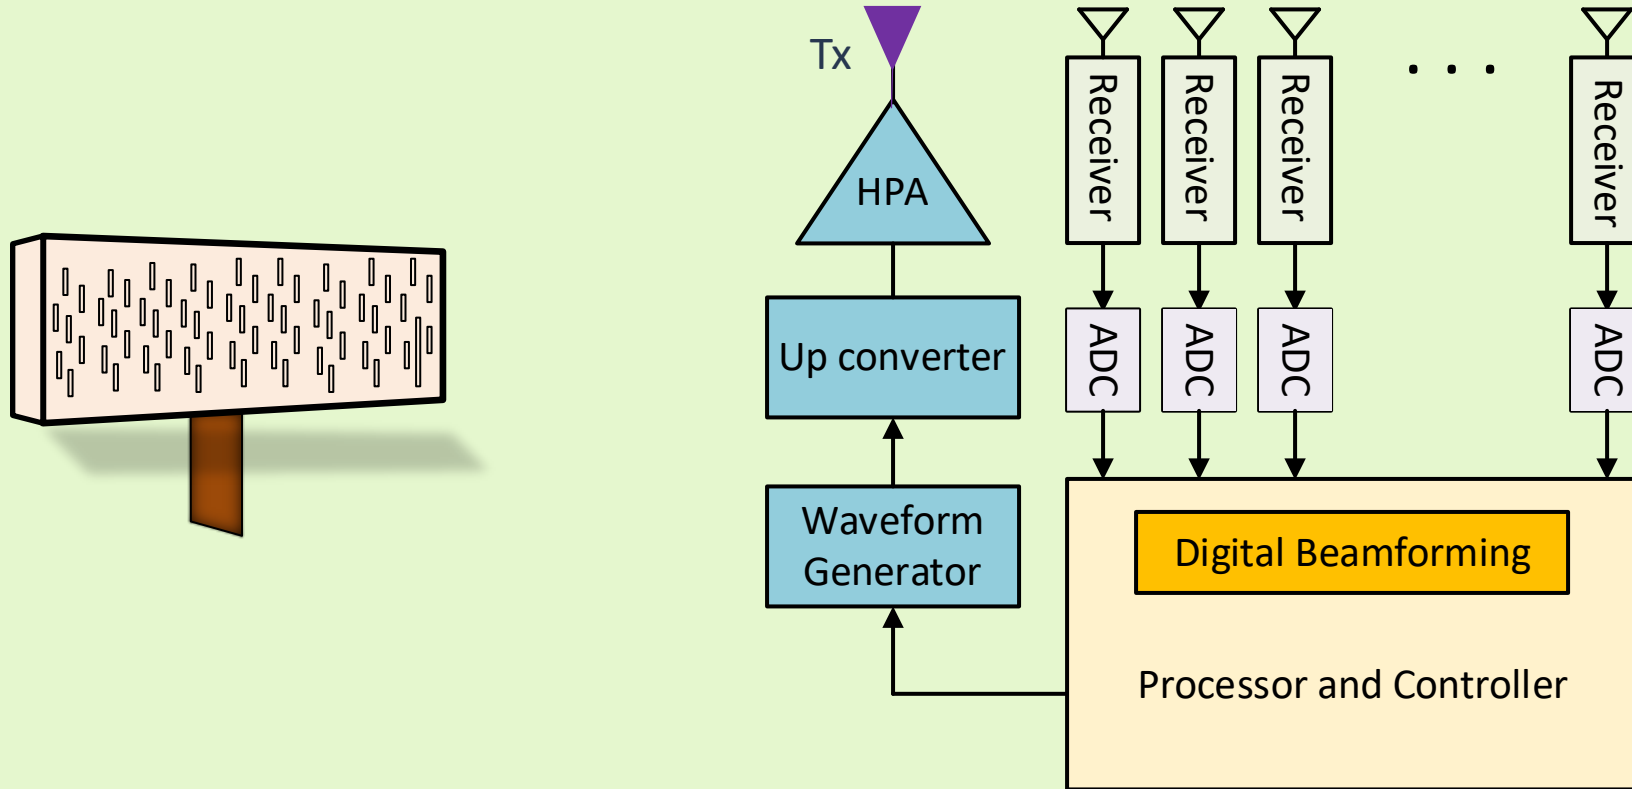 Tx
HPA
Up converter
Waveform
Generator
Receiver
Receiver
Receiver
. . .
Receiver
ADC
ADC
ADC
ADC
Digital Beamforming
Processor and Controller